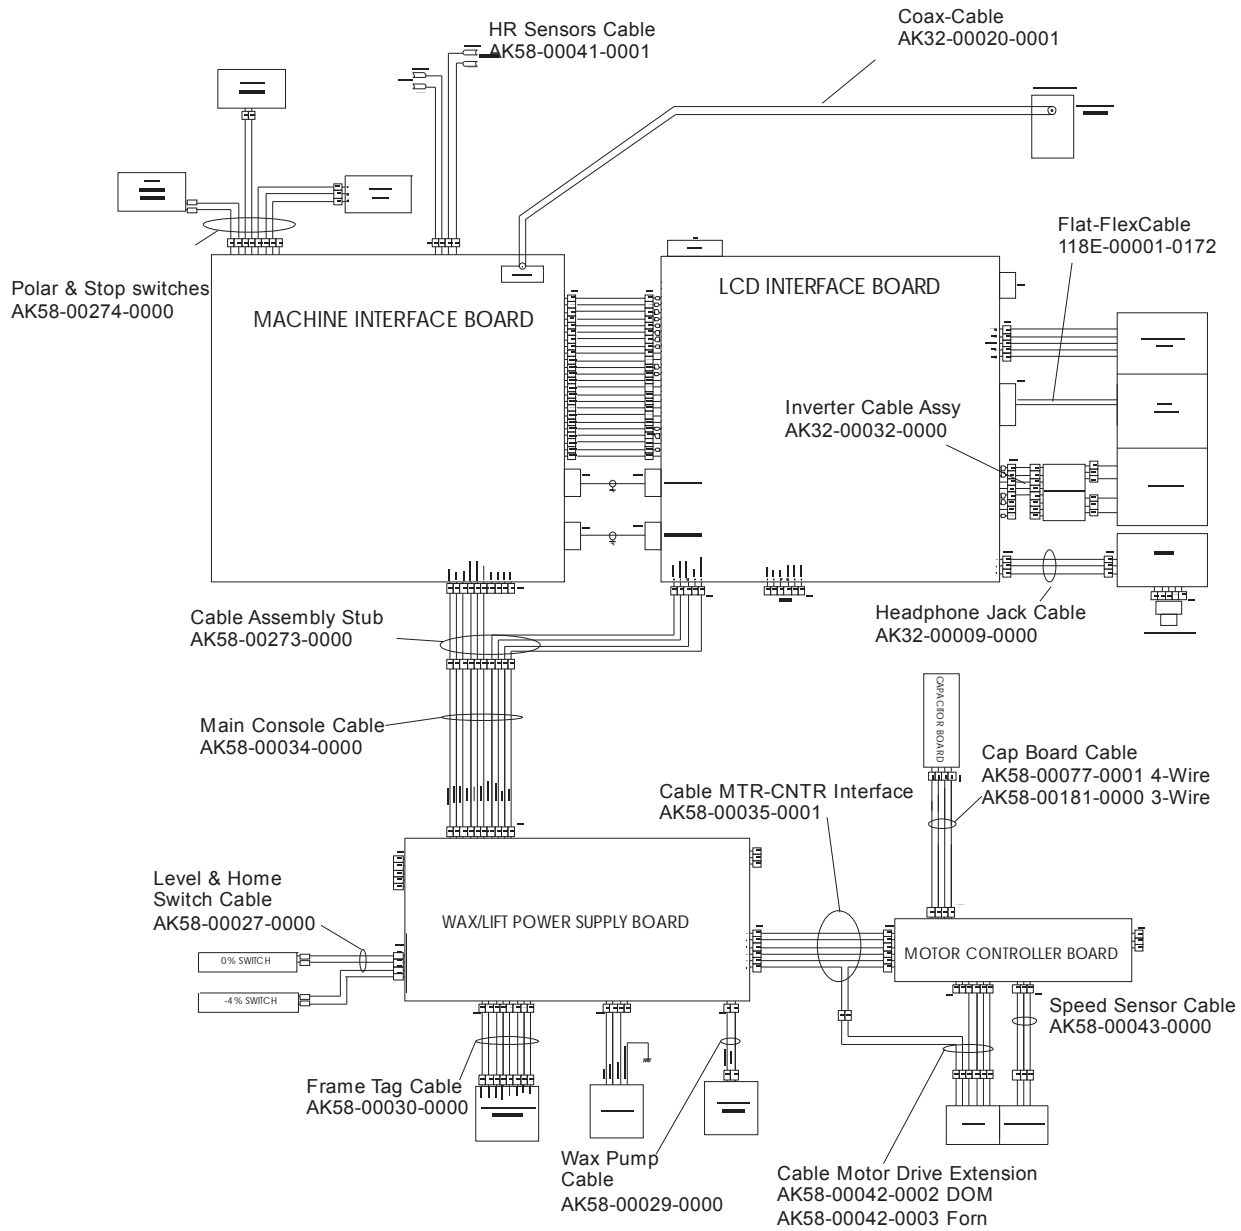 HR Sensors Cable
AK58-00041-0001
Coax-Cable
AK32-00020-0001
Flat-FlexCable
118E-00001-0172
Polar & Stop switches
AK58-00274-0000
MACHINE INTERFACE BOARD
LCD INTERFACE BOARD
Inverter Cable Assy
AK32-00032-0000
Headphone Jack Cable
AK32-00009-0000
Cable Assembly Stub
AK58-00273-0000
Main Console Cable
AK58-00034-0000
CAPACITOR BOARD
Cap Board Cable
AK58-00077-0001 4-Wire
AK58-00181-0000 3-Wire
Cable MTR-CNTR Interface
AK58-00035-0001
Level & Home
Switch Cable
AK58-00027-0000
WAX/LIFT POWER SUPPLY BOARD
MOTOR CONTROLLER BOARD
0% SWITCH
-4% SWITCH
Speed Sensor Cable
AK58-00043-0000
Frame Tag Cable
AK58-00030-0000
Wax Pump
Cable
AK58-00029-0000
Cable Motor Drive Extension
AK58-00042-0002 DOM
AK58-00042-0003 Forn